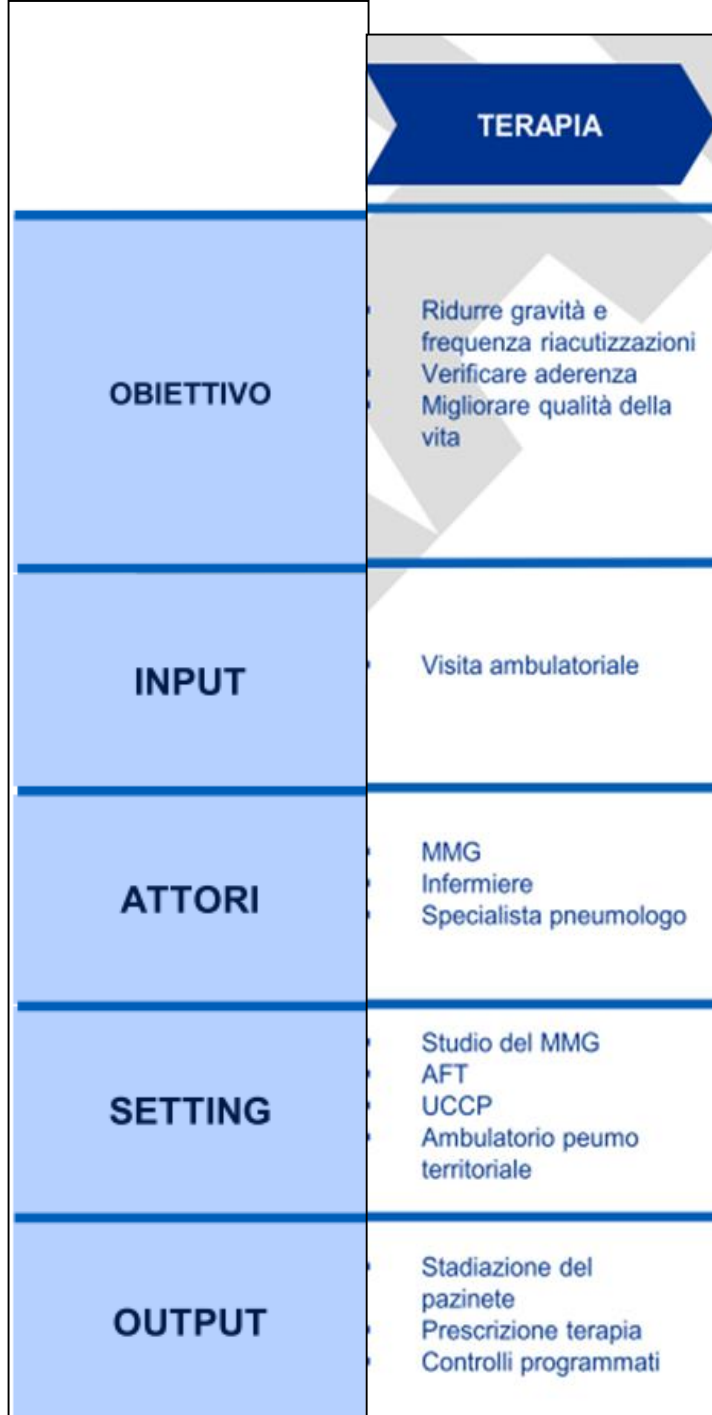 TERAPIA
OBIETTIVO
Ridurre gravità e
frequenza riacutizzazioni
Verificare aderenza
Migliorare qualità della
vita
INPUT
Visita ambulatoriale
ATTORI
MMG
Infermiere
Specialista pneumologo
SETTING
Studio del MMG
AFT
UCCP
Ambulatorio peumo
territoriale
OUTPUT
Stadiazione del
pazinete
Prescrizione terapia
Controlli programmati